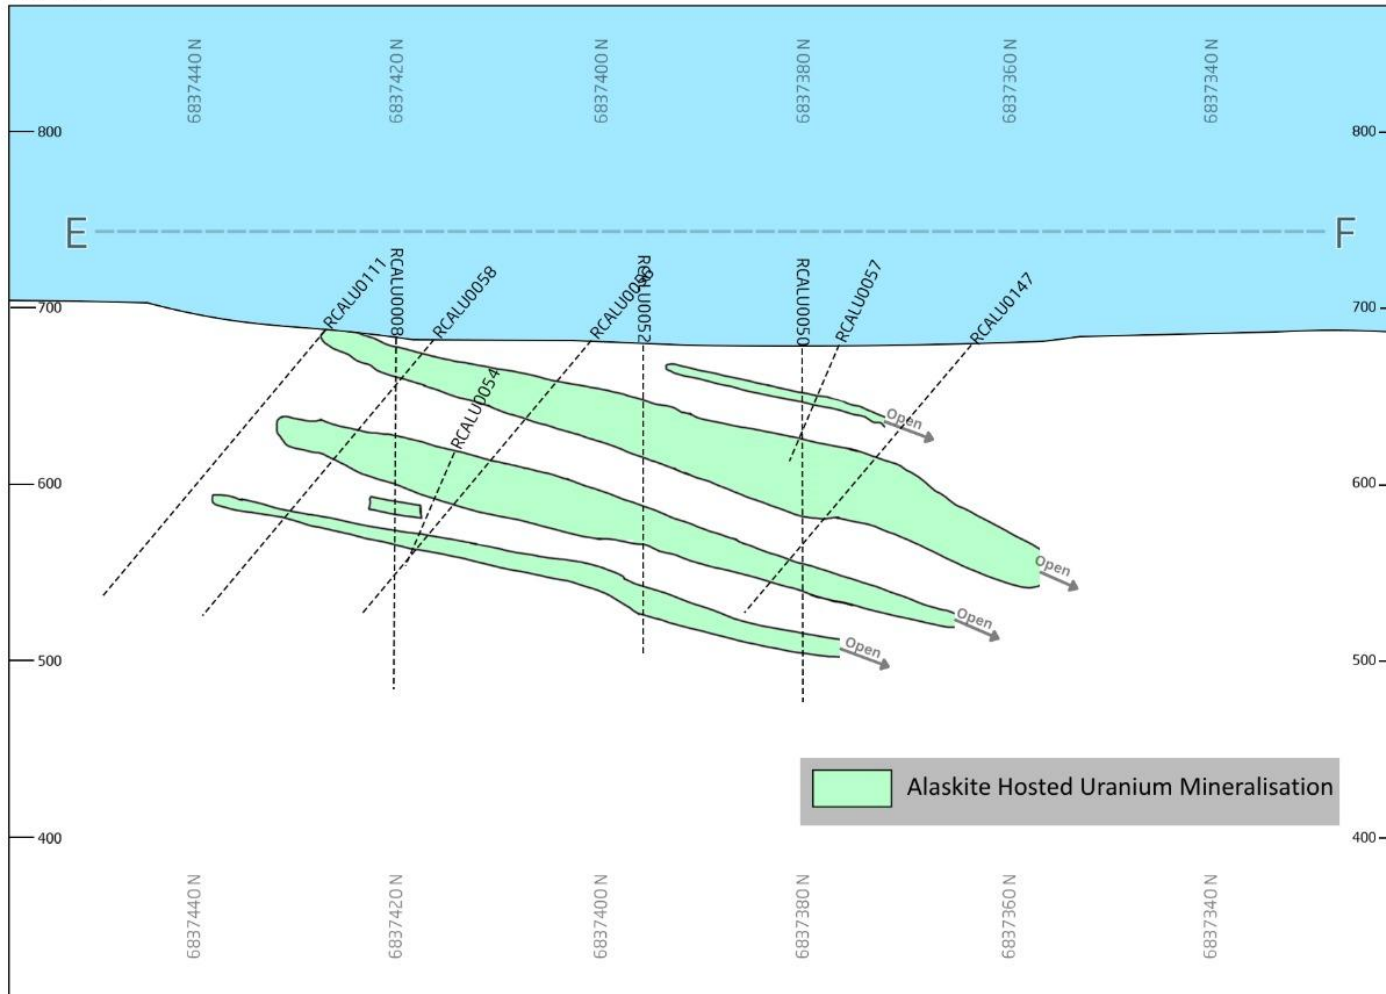 6837440 N
6837420 N
6837400 N
6837380 N
6837360 N
6837340 N
800
800
E
F
RCALU0111
RCALU0008
RCALU0058
RCALU0052
RCALU0050
RCALU0057
RCALU0147
700
700
RCALU0054
Open
600
600
Open
Open
Open
500
500
Alaskite Hosted Uranium Mineralisation
400
400
6837440 N
6837420 N
6837400 N
6837380 N
6837360 N
6837340 N